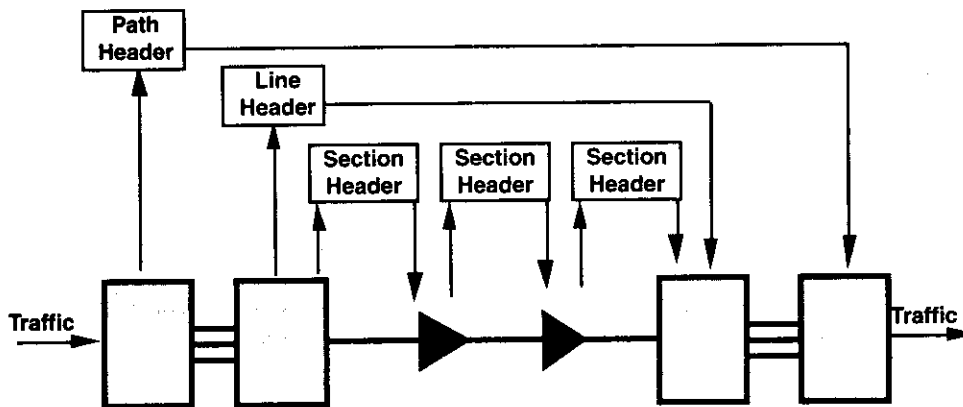 Path
Header
Line
Header
Section
Header
Section
Header
Section
Header
Traffic
Traffic